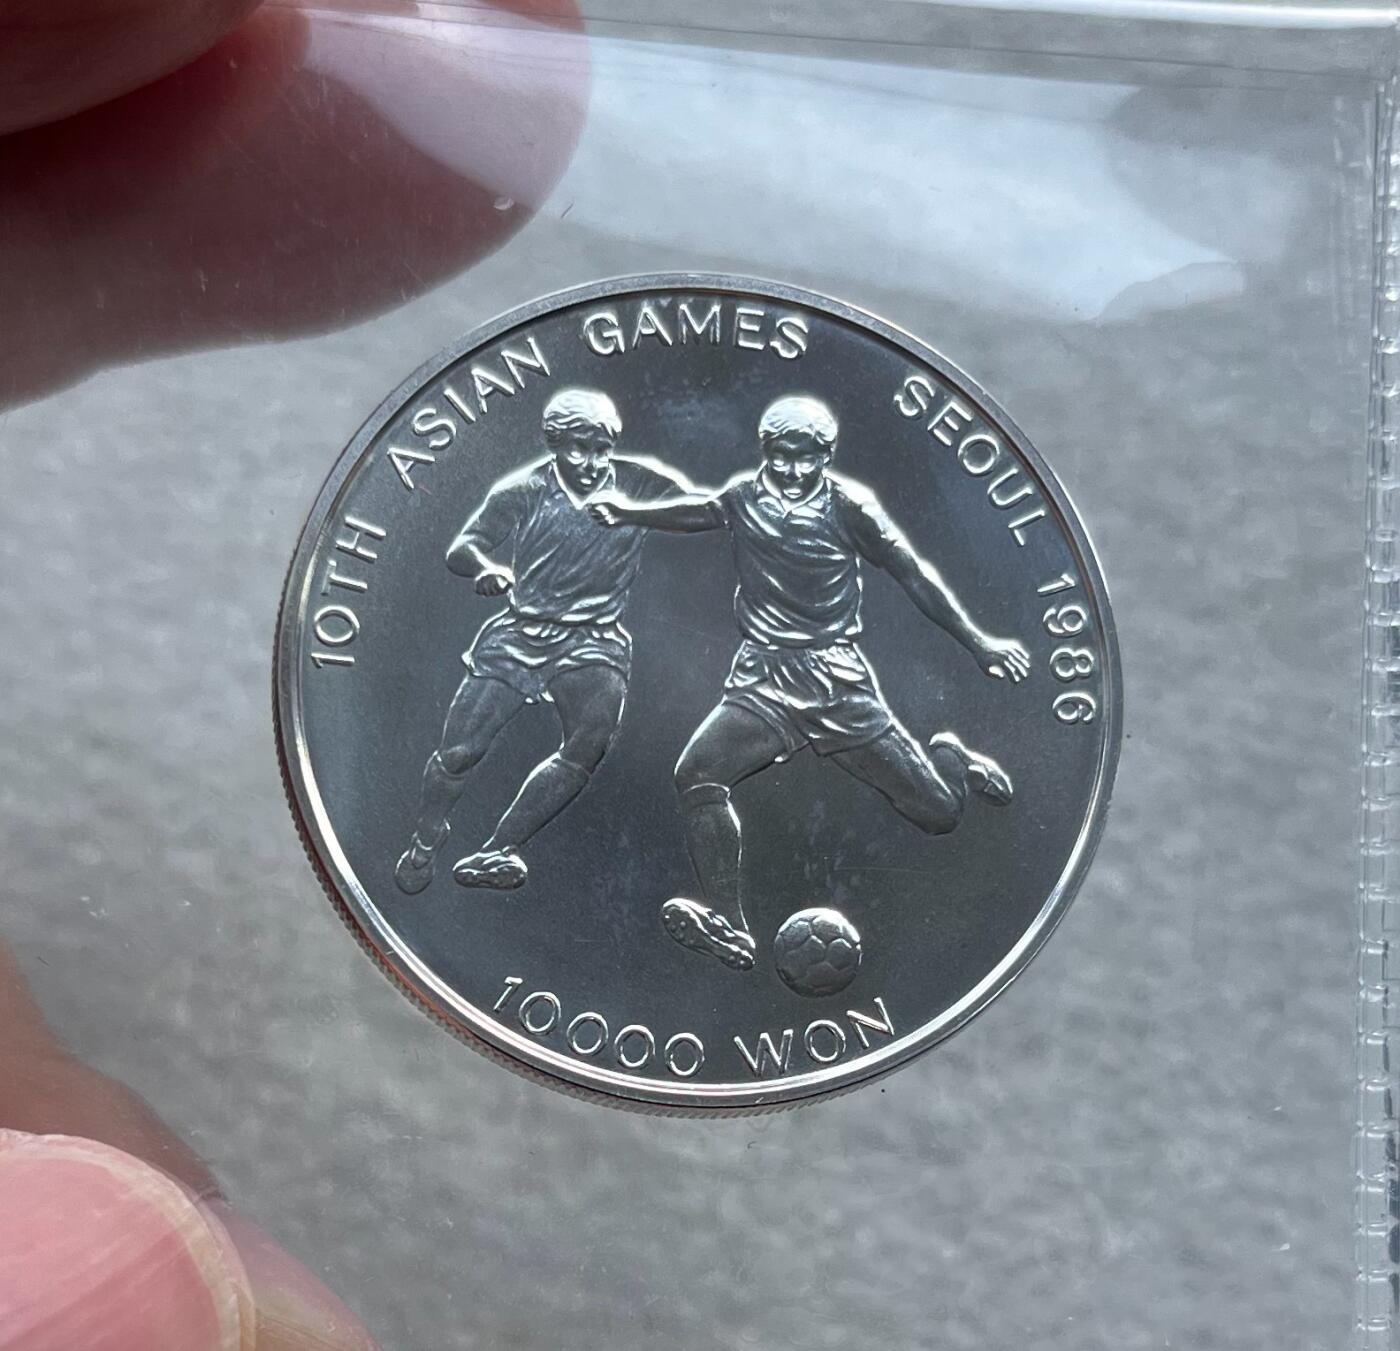 10TH ASIAN GAMES SEOUL 1986
10000 WON